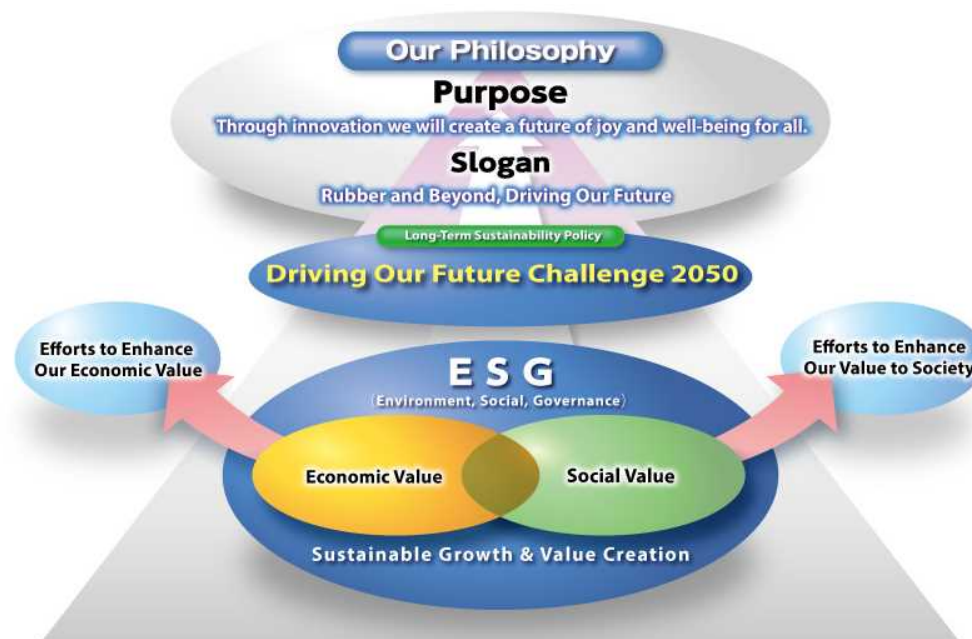 Our Philosophy
Purpose
Through innovation we will create a future of joy and well-being for all.
Slogan
Rubber and Beyond, Driving Our Future
Long-Term Sustainability Policy
Driving Our Future Challenge 2050
Efforts to Enhance
Our Economic Value
Efforts to Enhance
Our Value to Society
E S G
(Environment, Social, Governance)
Economic Value
Social Value
Sustainable Growth & Value Creation